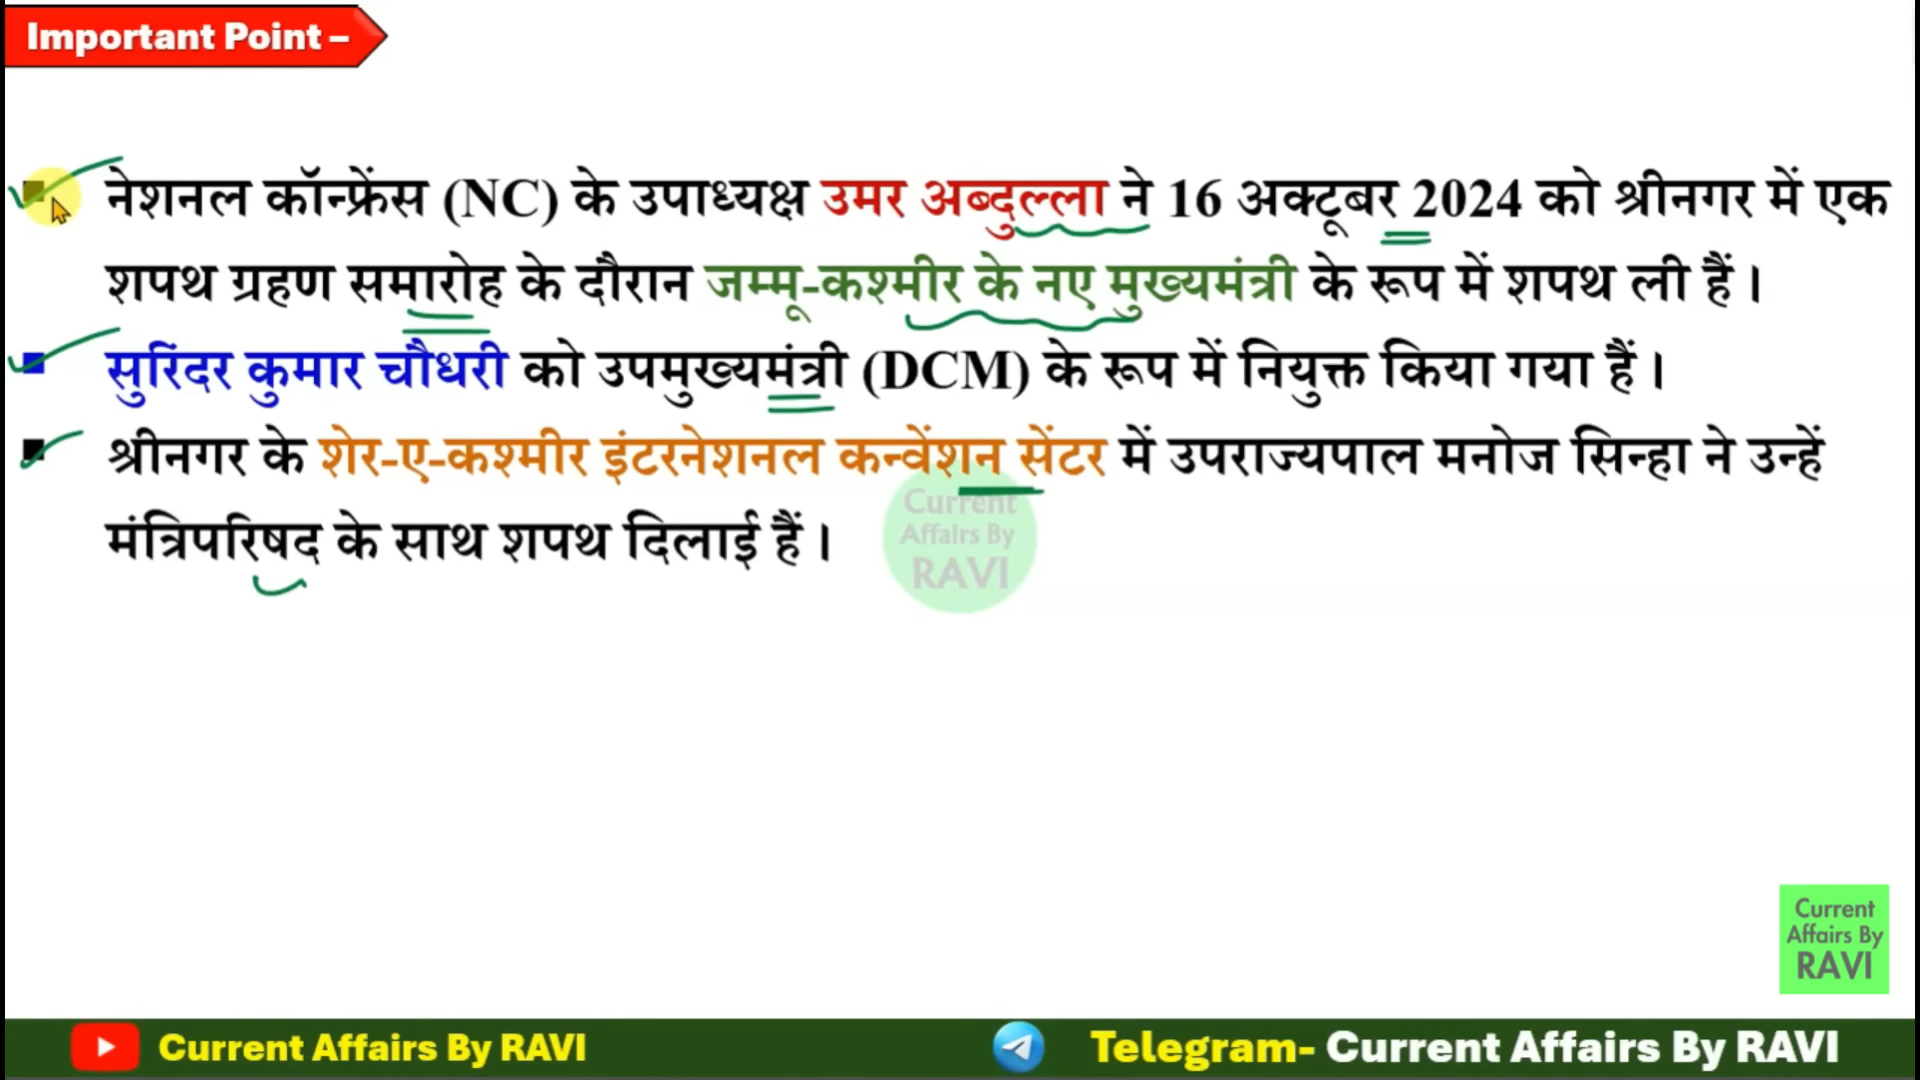 Important Point –
नेशनल कॉन्फ्रेंस (NC) के उपाध्यक्ष उमर अब्दुल्ला ने 16 अक्टूबर 2024 को श्रीनगर में एक
शपथ ग्रहण समारोह के दौरान जम्मू-कश्मीर के नए मुख्यमंत्री के रूप में शपथ ली हैं।
सुरिंदर कुमार चौधरी को उपमुख्यमंत्री (DCM) के रूप में नियुक्त किया गया हैं।
श्रीनगर के शेर-ए-कश्मीर इंटरनेशनल कन्वेंशन सेंटर में उपराज्यपाल मनोज सिन्हा ने उन्हें
मंत्रिपरिषद के साथ शपथ दिलाई हैं।
Current
Affairs By
RAVI
Current
Affairs By
RAVI
Current Affairs By RAVI
Telegram- Current Affairs By RAVI